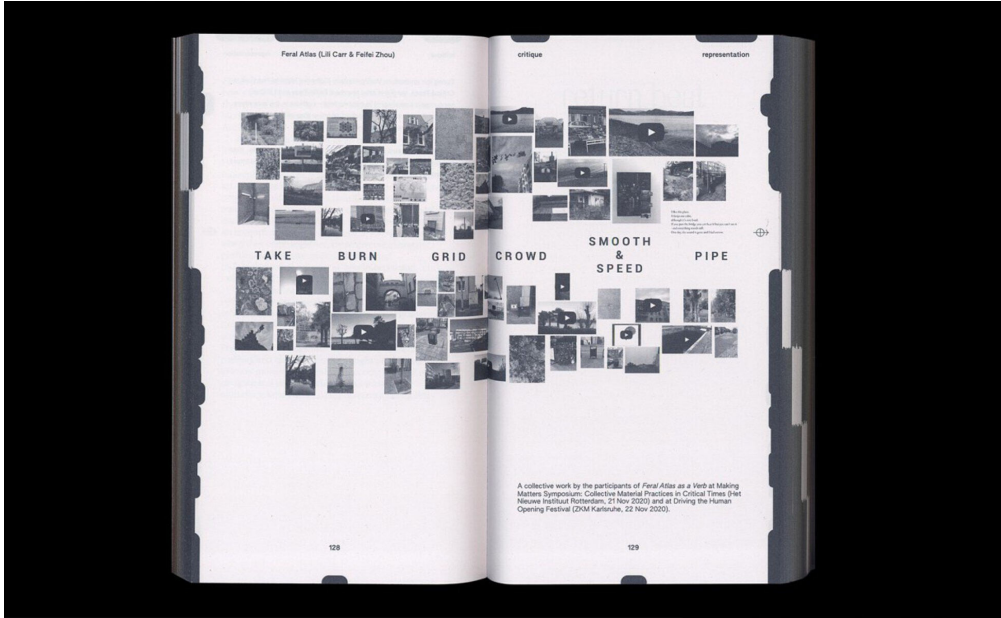 Feral Atlas (Lili Carr & Feifei Zhou)
critique
representation
TAKE
BURN
GRID
CROWD
SMOOTH
&
SPEED
PIPE
A collective work by the participants of Feral Atlas as a Verb at Making
Matters Symposium: Collective Material Practices in Critical Times (Het
Nieuwe Instituut Rotterdam, 21 Nov 2020) and at Driving the Human
Opening Festival (ZKM Karlsruhe, 22 Nov 2020).
128
129